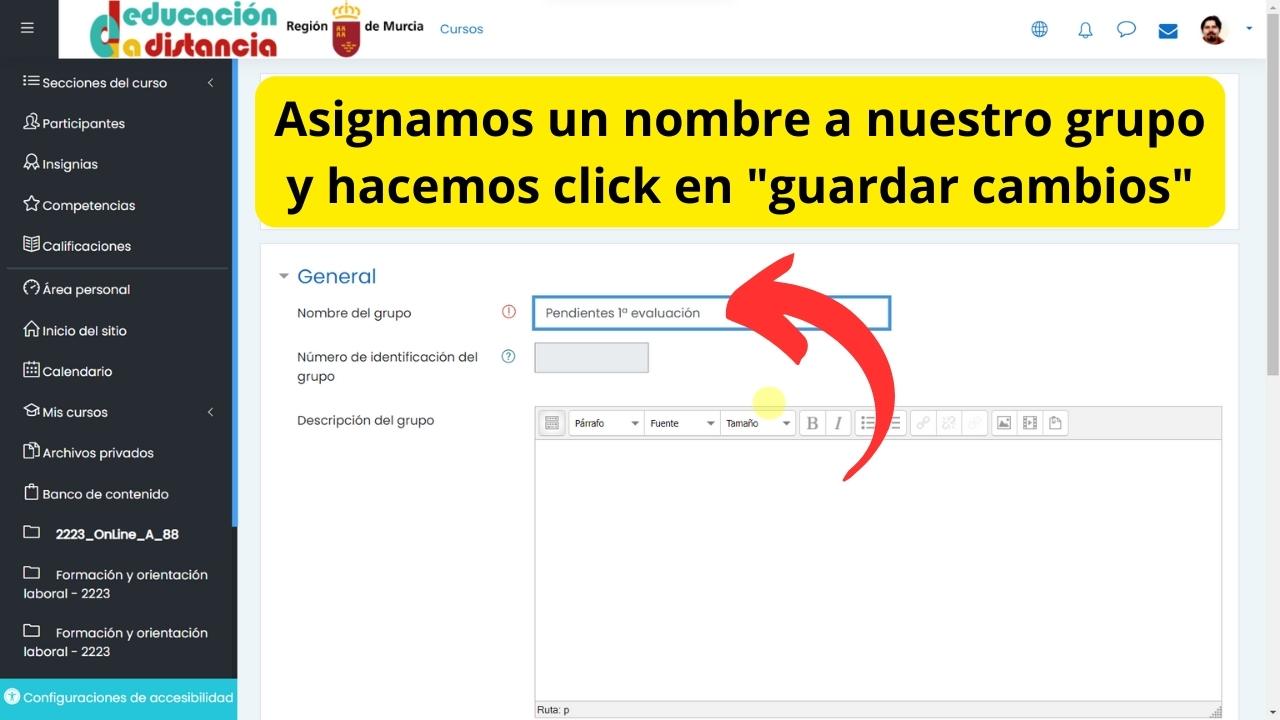 educación
a distancia
Región de Murcia
Cursos
Secciones del curso
Participantes
Insignias
Competencias
Calificaciones
Área personal
Inicio del sitio
Calendario
Mis cursos
Archivos privados
Banco de contenido
2223_OnLine_A_88
Formación y orientación
laboral - 2223
Formación y orientación
laboral - 2223
Configuraciones de accesibilidad
Asignamos un nombre a nuestro grupo
y hacemos click en "guardar cambios"
General
Nombre del grupo
Pendientes 1ª evaluación
Número de identificación del
grupo
Descripción del grupo
Párrafo Fuente Tamaño B I
Ruta: p